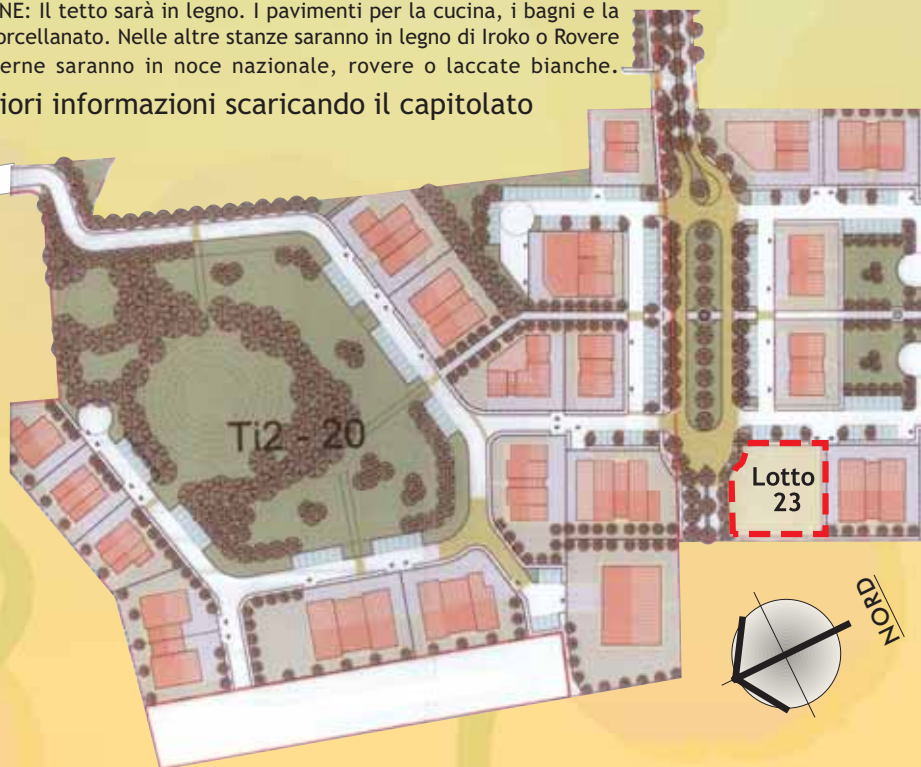 NE: Il tetto sarà in legno. I pavimenti per la cucina, i bagni e la
orcellanato. Nelle altre stanze saranno in legno di Iroko o Rovere
erne saranno in noce nazionale, rovere o laccate bianche.
iori informazioni scaricando il capitolato
Ti2 - 20
Lotto
23
NORD